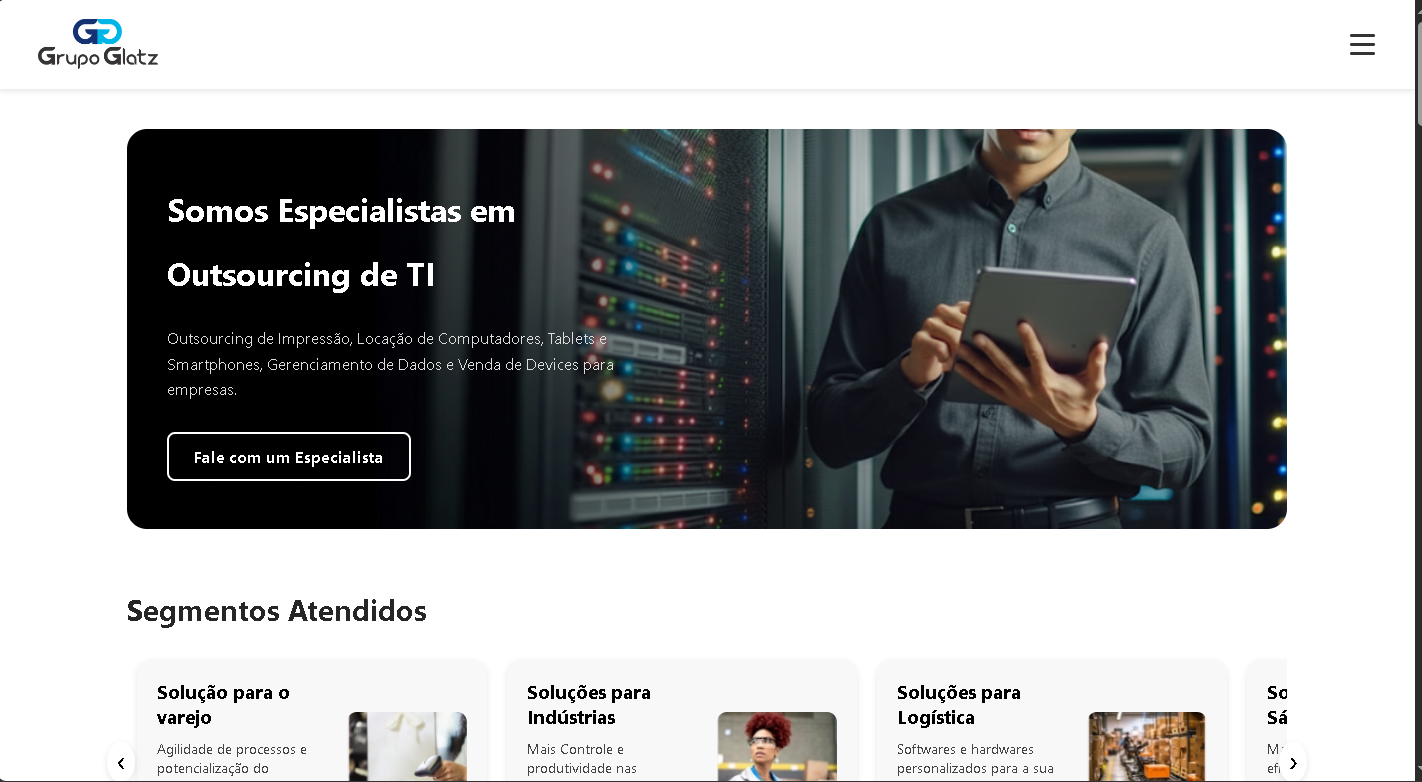 Grupo Glatz
Somos Especialistas em
Outsourcing de TI
Outsourcing de Impressão, Locação de Computadores, Tablets e
Smartphones, Gerenciamento de Dados e Venda de Devices para
empresas.
Fale com um Especialista
Segmentos Atendidos
Solução para o
varejo
Agilidade de processos e
potencialização do
Soluções para
Indústrias
Mais Controle e
produtividade nas
Soluções para
Logística
Softwares e hardwares
personalizados para a sua
So
Sá